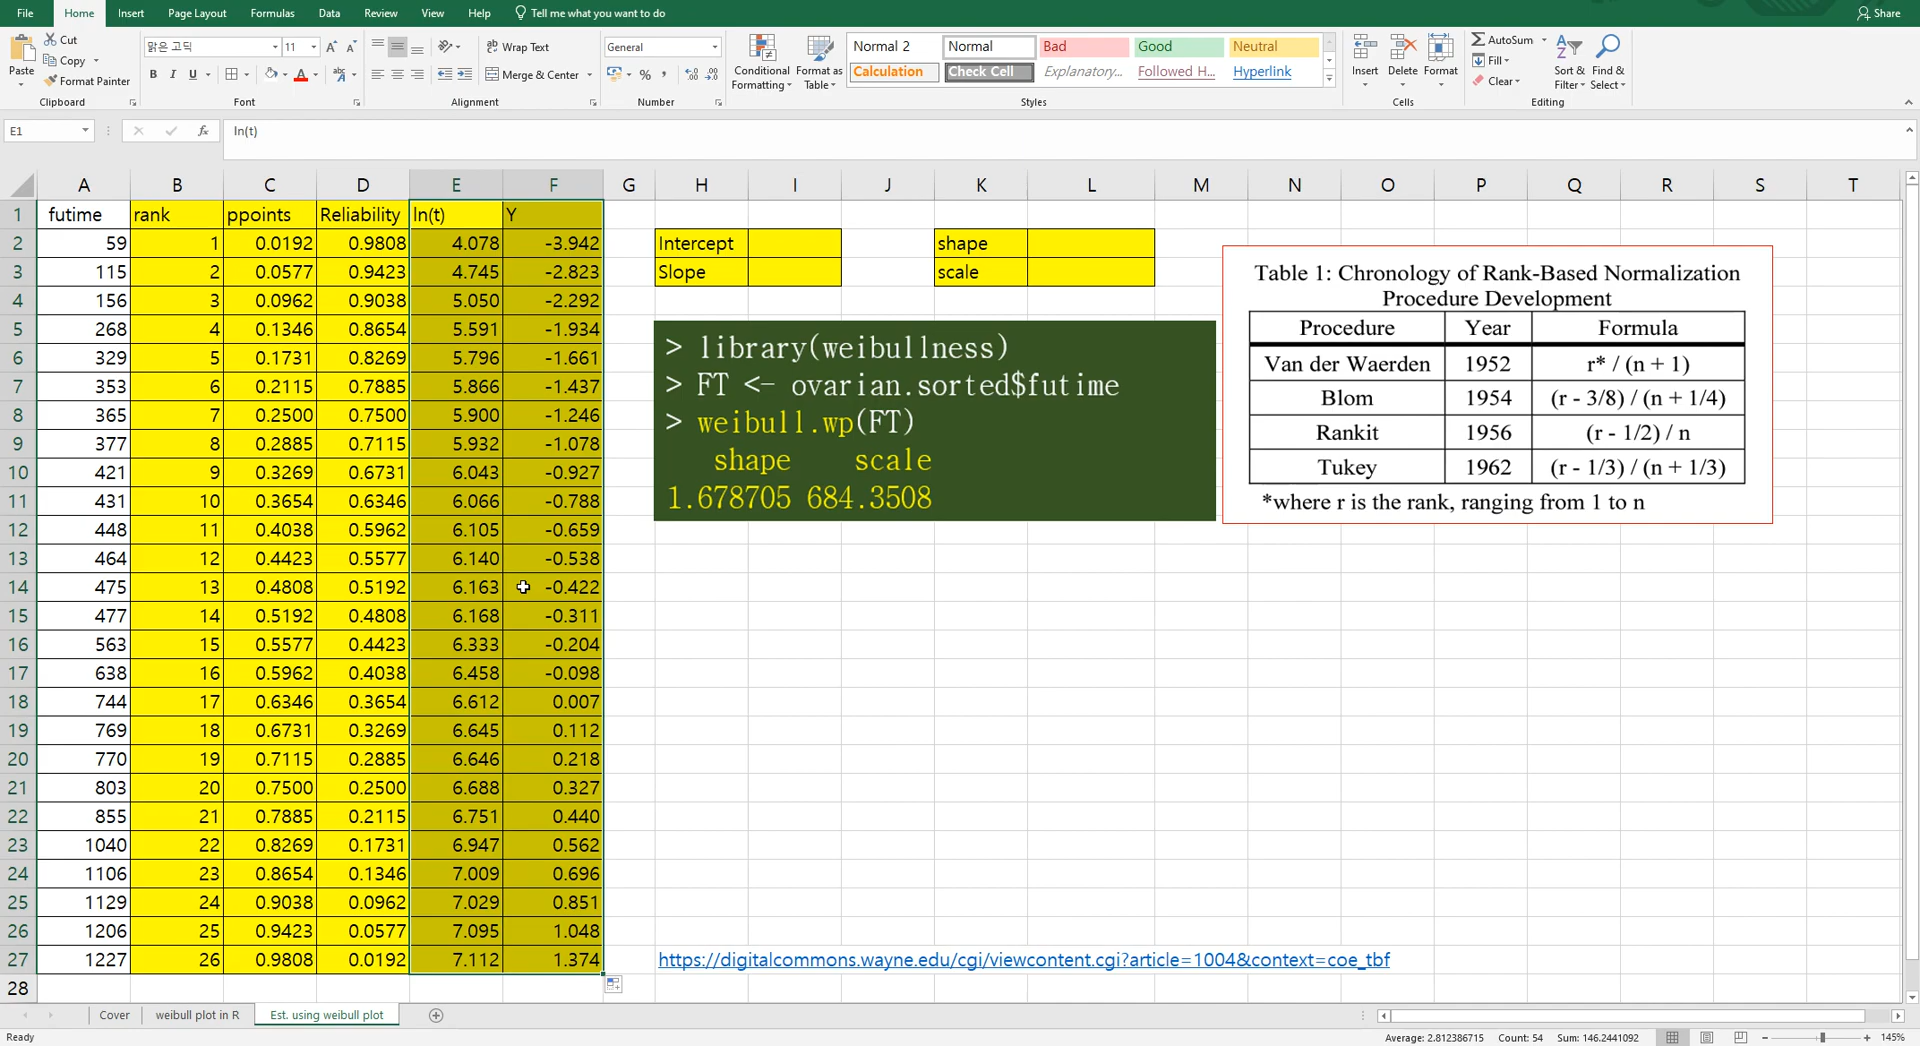 File Home Insert Page Layout Formulas Data Review View Help Tell me what you want to do Share
Paste Cut Copy Format Painter
맑은 고딕 11
B I U
Wrap Text
Merge & Center
General
% ,
Conditional Formatting
Format as Table
Normal 2 Normal Bad Good Neutral
Calculation Check Cell Explanatory... Followed H... Hyperlink
Insert Delete Format
AutoSum
Fill
Clear
Sort & Filter
Find & Select
Clipboard Font Alignment Number Styles Cells Editing
E1 fx ln(t)
A B C D E F G H I J K L M N O P Q R S T
1 futime rank ppoints Reliability ln(t) Y
2 59 1 0.0192 0.9808 4.078 -3.942 Intercept shape
3 115 2 0.0577 0.9423 4.745 -2.823 Slope scale
4 156 3 0.0962 0.9038 5.050 -2.292
5 268 4 0.1346 0.8654 5.591 -1.934
6 329 5 0.1731 0.8269 5.796 -1.661
7 353 6 0.2115 0.7885 5.866 -1.437
8 365 7 0.2500 0.7500 5.900 -1.246
9 377 8 0.2885 0.7115 5.932 -1.078
10 421 9 0.3269 0.6731 6.043 -0.927
11 431 10 0.3654 0.6346 6.066 -0.788
12 448 11 0.4038 0.5962 6.105 -0.659
13 464 12 0.4423 0.5577 6.140 -0.538
14 475 13 0.4808 0.5192 6.163 -0.422
15 477 14 0.5192 0.4808 6.168 -0.311
16 563 15 0.5577 0.4423 6.333 -0.204
17 638 16 0.5962 0.4038 6.458 -0.098
18 744 17 0.6346 0.3654 6.612 0.007
19 769 18 0.6731 0.3269 6.645 0.112
20 770 19 0.7115 0.2885 6.646 0.218
21 803 20 0.7500 0.2500 6.688 0.327
22 855 21 0.7885 0.2115 6.751 0.440
23 1040 22 0.8269 0.1731 6.947 0.562
24 1106 23 0.8654 0.1346 7.009 0.696
25 1129 24 0.9038 0.0962 7.029 0.851
26 1206 25 0.9423 0.0577 7.095 1.048
27 1227 26 0.9808 0.0192 7.112 1.374
28
> library(weibullness)
> FT <- ovarian.sorted$futime
> weibull.wp(FT)
shape scale
1.678705 684.3508
Table 1: Chronology of Rank-Based Normalization
Procedure Development
Procedure Year Formula
Van der Waerden 1952 r* / (n + 1)
Blom 1954 (r - 3/8) / (n + 1/4)
Rankit 1956 (r - 1/2) / n
Tukey 1962 (r - 1/3) / (n + 1/3)
*where r is the rank, ranging from 1 to n
https://digitalcommons.wayne.edu/cgi/viewcontent.cgi?article=1004&context=coe_tbf
Cover weibull plot in R Est. using weibull plot
Ready Average: 2.812386715 Count: 54 Sum: 146.2441092 145%